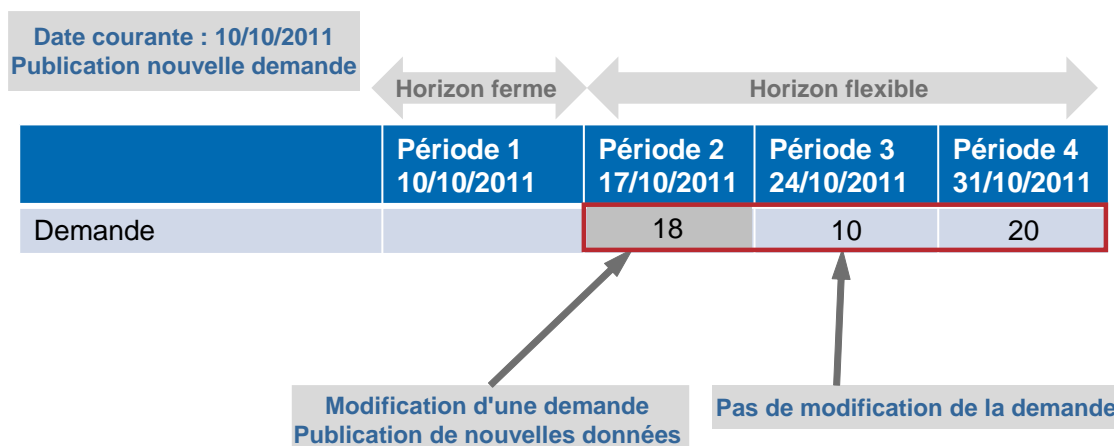 Date courante : 10/10/2011
Publication nouvelle demande
Horizon ferme
Horizon flexible
Période 1
10/10/2011
Période 2
17/10/2011
Période 3
24/10/2011
Période 4
31/10/2011
Demande
18
10
20
Modification d'une demande
Publication de nouvelles données
Pas de modification de la demande